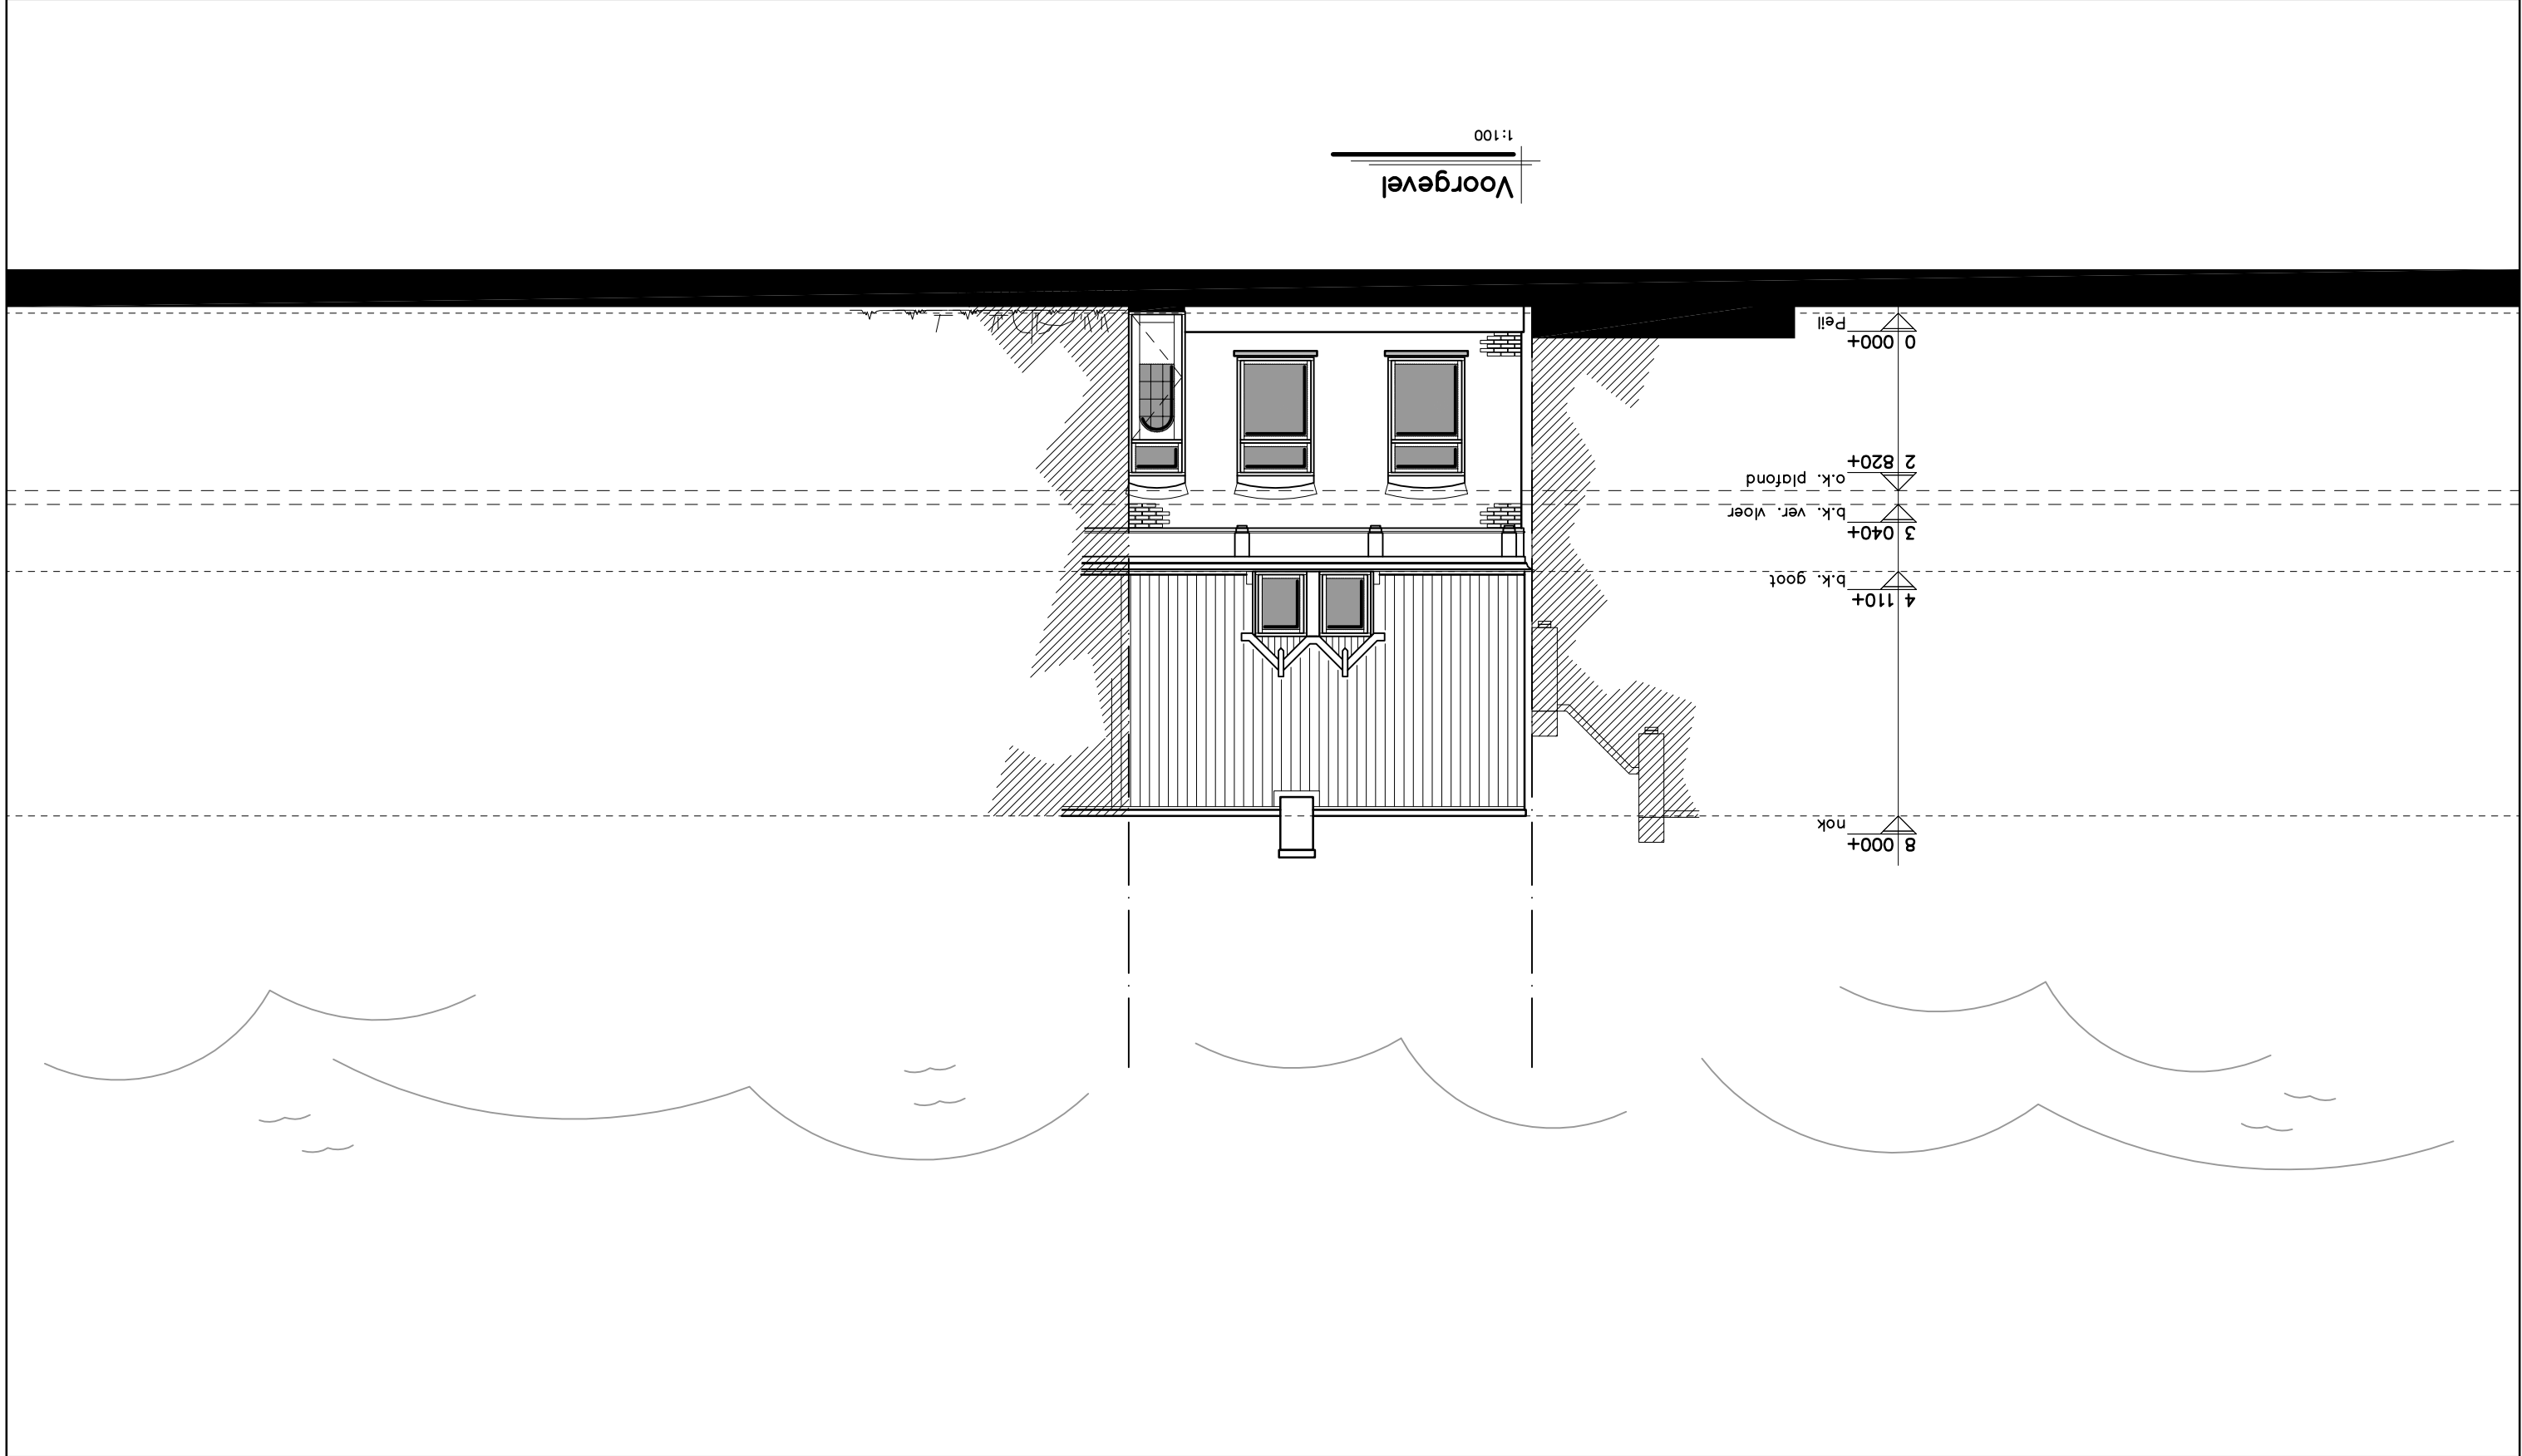 8 000+
nok
4 110+
b.k. goot
3 040+
b.k. ver. vloer
o.k. plafond
2 820+
0 000+
Peil
Voorgevel
1:100